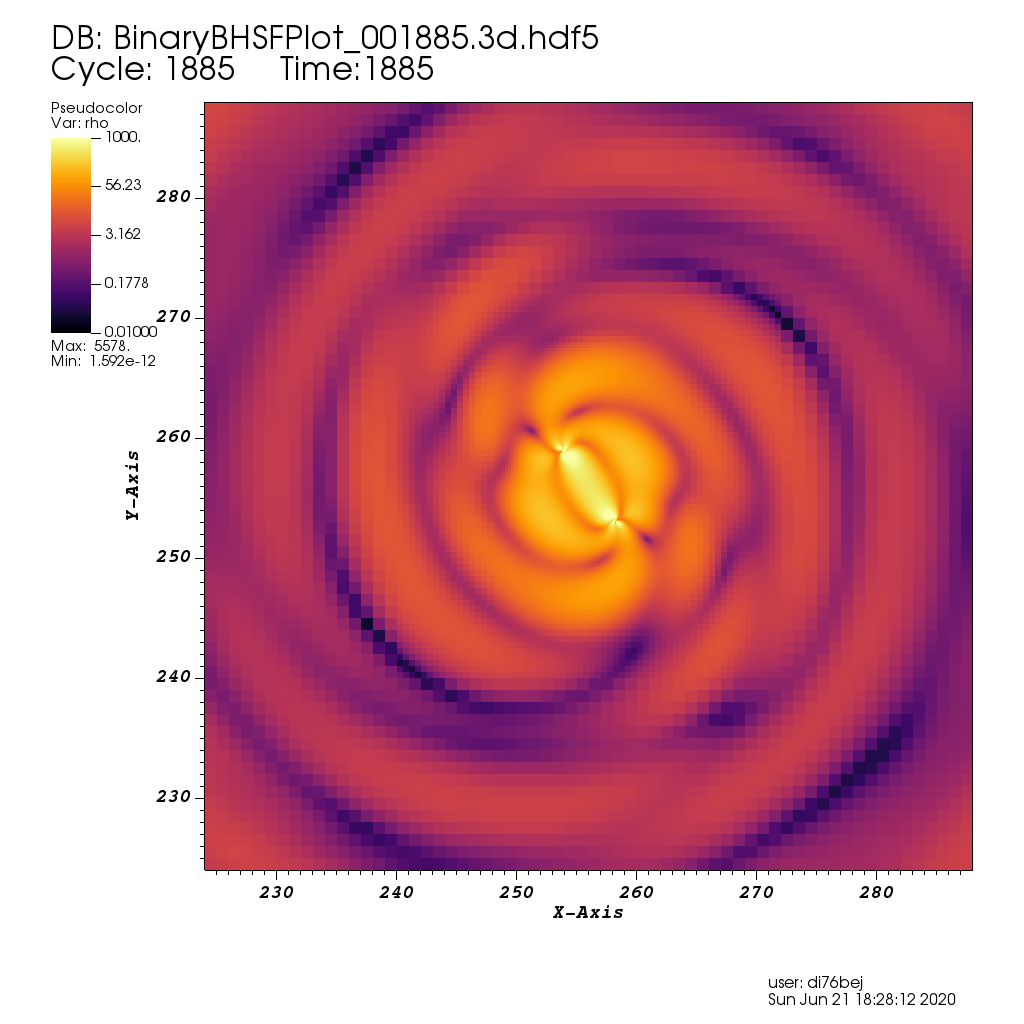 DB: BinaryBHSFPlot_001885.3d.hdf5
Cycle: 1885 Time:1885
Pseudocolor
Var: rho
1000.
56.23
3.162
0.1778
0.01000
Max: 5578.
Min: 1.592e-12
280
270
260
250
240
230
Y-Axis
230 240 250 260 270 280
X-Axis
user: di76bej
Sun Jun 21 18:28:12 2020